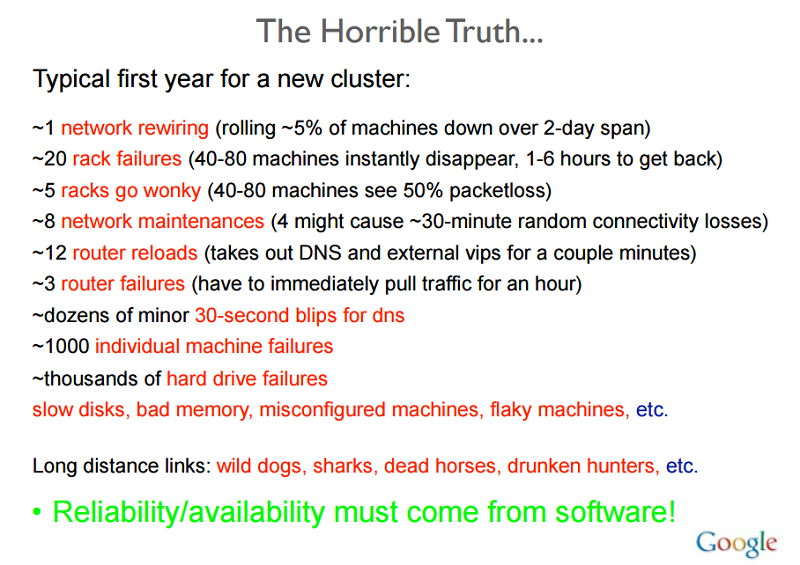 The Horrible Truth...
Typical first year for a new cluster:
~1 network rewiring (rolling ~5% of machines down over 2-day span)
~20 rack failures (40-80 machines instantly disappear, 1-6 hours to get back)
~5 racks go wonky (40-80 machines see 50% packetloss)
~8 network maintenances (4 might cause ~30-minute random connectivity losses)
~12 router reloads (takes out DNS and external vips for a couple minutes)
~3 router failures (have to immediately pull traffic for an hour)
~dozens of minor 30-second blips for dns
~1000 individual machine failures
~thousands of hard drive failures
slow disks, bad memory, misconfigured machines, flaky machines, etc.
Long distance links: wild dogs, sharks, dead horses, drunken hunters, etc.
• Reliability/availability must come from software!
Google